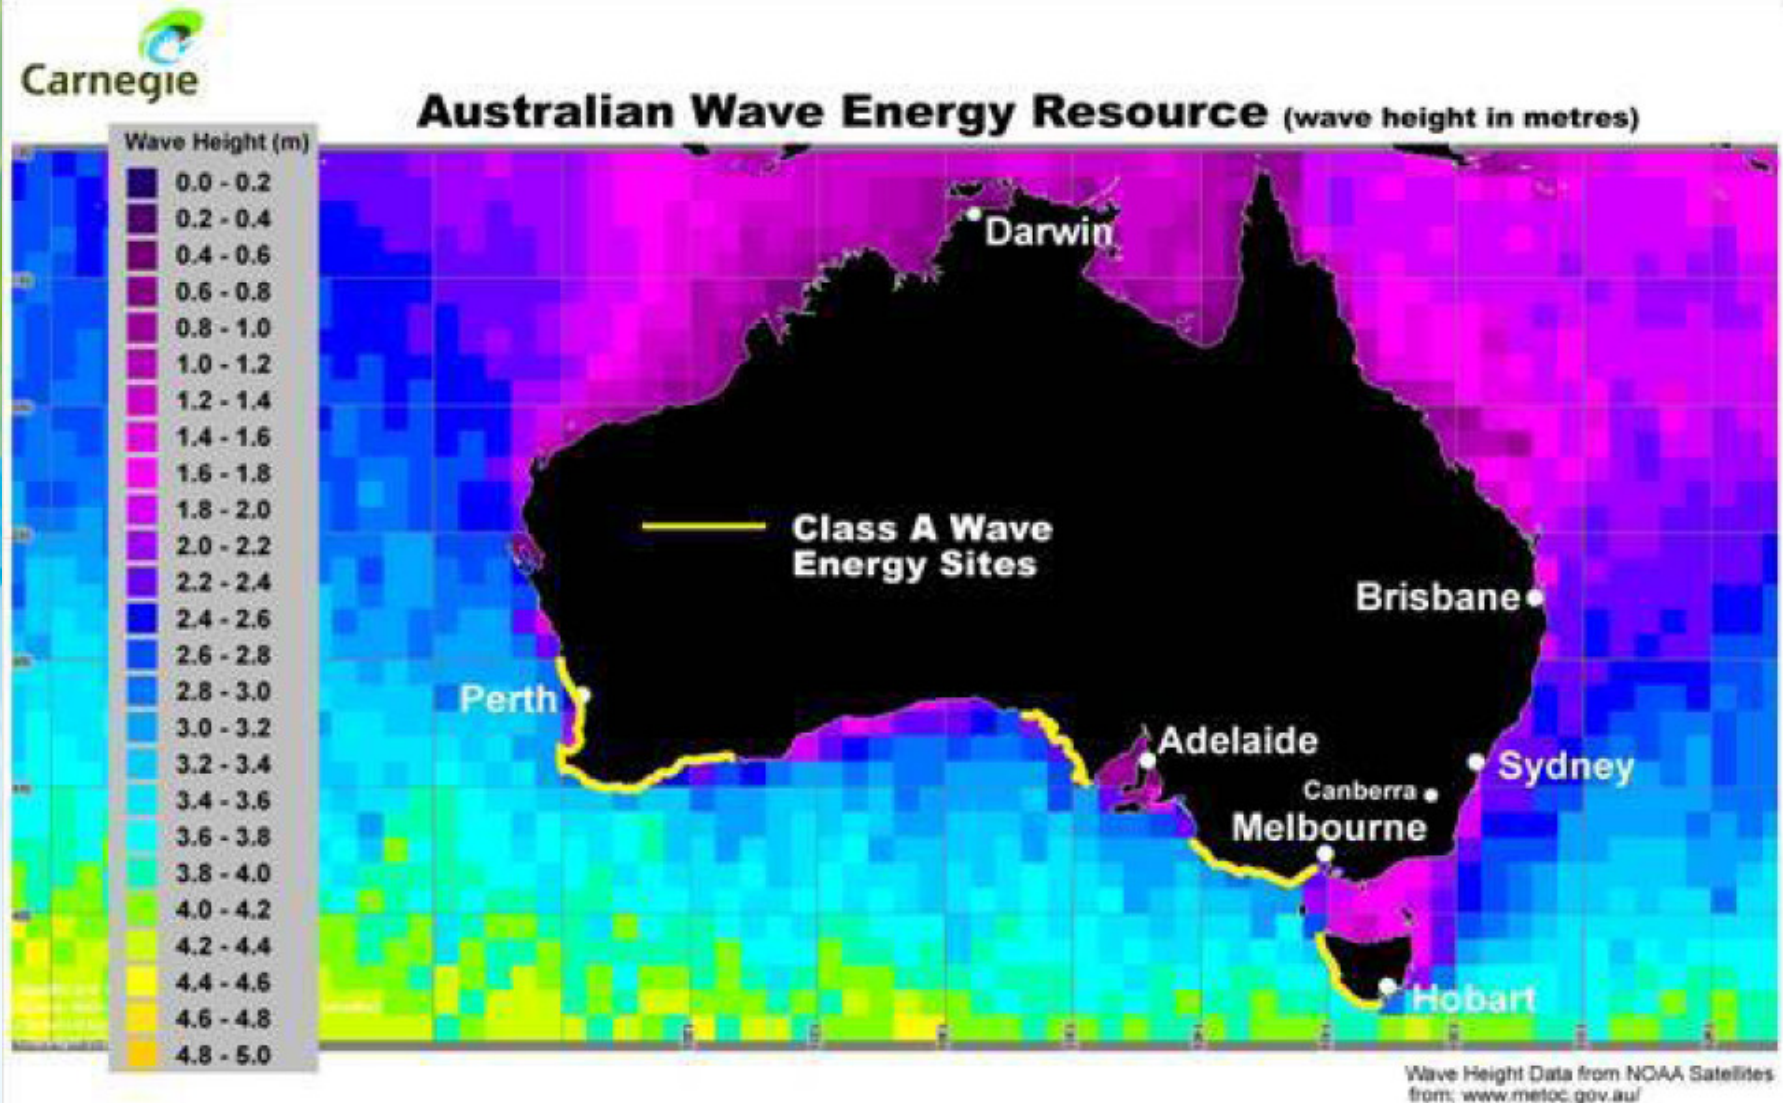 Carnegie
Australian Wave Energy Resource (wave height in metres)
Wave Height (m)
0.0 - 0.2
0.2 - 0.4
0.4 - 0.6
0.6 - 0.8
0.8 - 1.0
1.0 - 1.2
1.2 - 1.4
1.4 - 1.6
1.6 - 1.8
1.8 - 2.0
2.0 - 2.2
2.2 - 2.4
2.4 - 2.6
2.6 - 2.8
2.8 - 3.0
3.0 - 3.2
3.2 - 3.4
3.4 - 3.6
3.6 - 3.8
3.8 - 4.0
4.0 - 4.2
4.2 - 4.4
4.4 - 4.6
4.6 - 4.8
4.8 - 5.0
Darwin
Class A Wave
Energy Sites
Brisbane
Perth
Adelaide
Sydney
Canberra
Melbourne
Hobart
Wave Height Data from NOAA Satellites
from: www.metoc.gov.au/